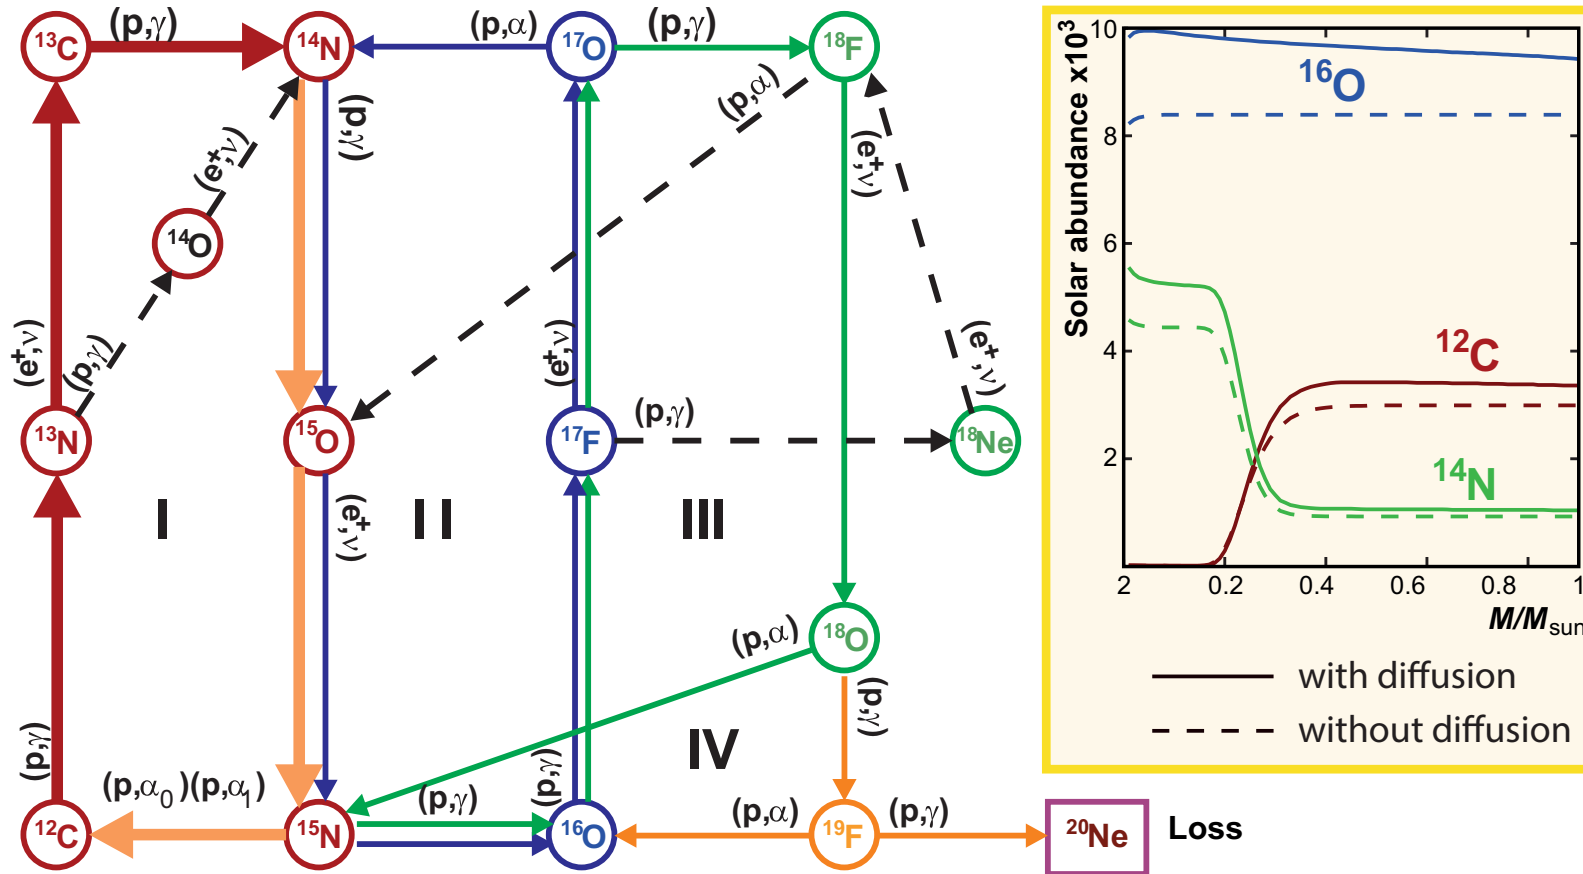 ¹³C
(p,γ)
¹⁴N
(p,α)
¹⁷O
(p,γ)
¹⁸F
(p,γ)
(p,α)
(e⁺,ν)
(e⁺,ν)
¹⁴O
(e⁺,ν)
(p,γ)
(e⁺,ν)
(p,γ)
(e⁺,ν)
¹³N
¹⁵O
¹⁷F
¹⁸Ne
I
II
III
(e⁺,ν)
¹⁸O
(p,α)
(p,γ)
IV
(p,γ)
(p,α₀)(p,α₁)
(p,γ)
(p,γ)
(p,α)
(p,γ)
¹²C
¹⁵N
¹⁶O
¹⁹F
²⁰Ne
Loss
Solar abundance x10³
10
8
6
4
2
¹⁶O
¹²C
¹⁴N
2
0.2
0.4
0.6
0.8
1
M/Msun
with diffusion
without diffusion